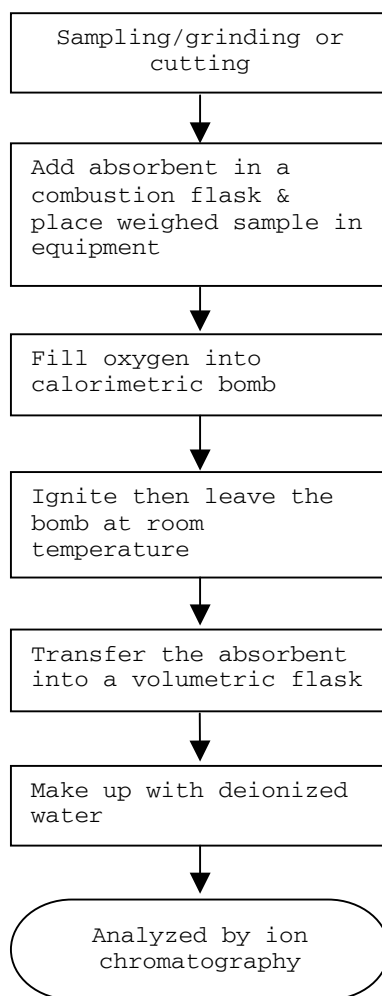 Sampling/grinding or
cutting
Add absorbent in a
combustion flask &
place weighed sample in
equipment
Fill oxygen into
calorimetric bomb
Ignite then leave the
bomb at room
temperature
Transfer the absorbent
into a volumetric flask
Make up with deionized
water
Analyzed by ion
chromatography